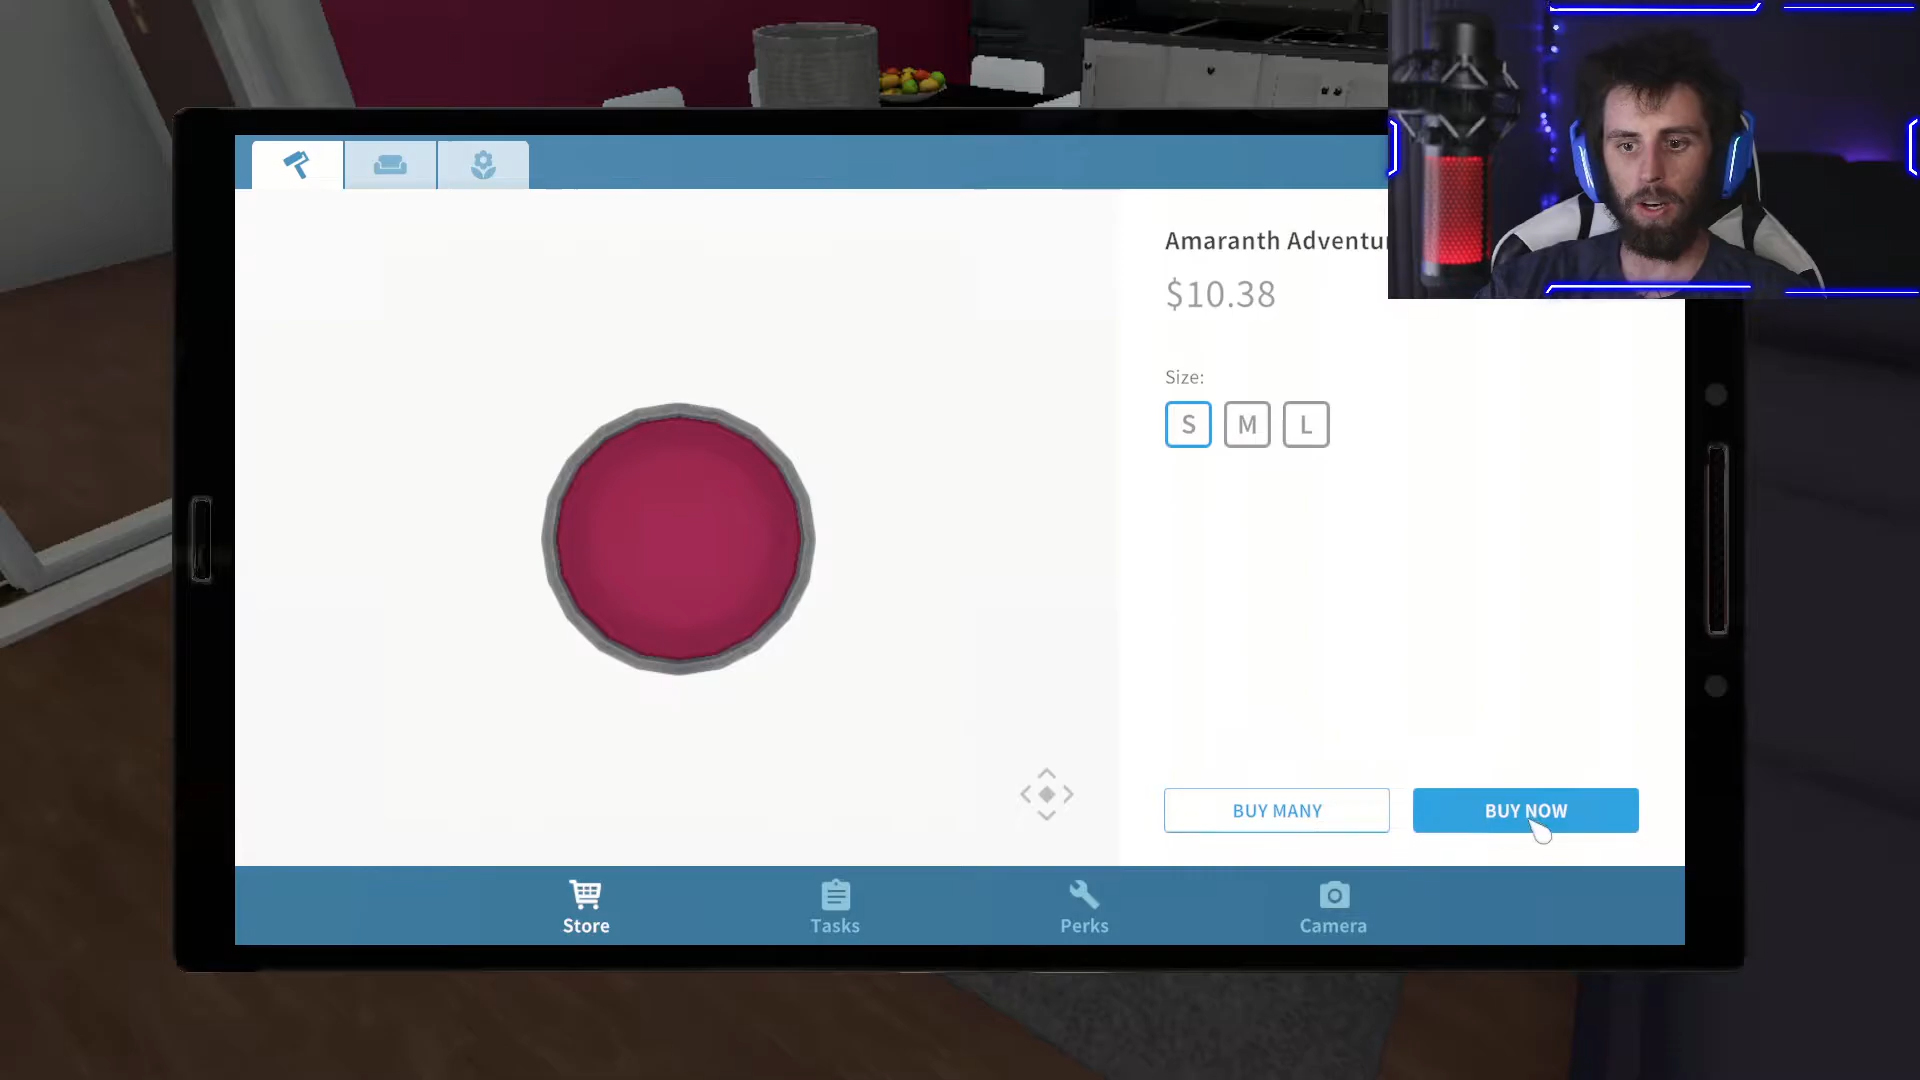 Amaranth Adventu
$10.38
Size:
S M L
BUY MANY BUY NOW
Store Tasks Perks Camera